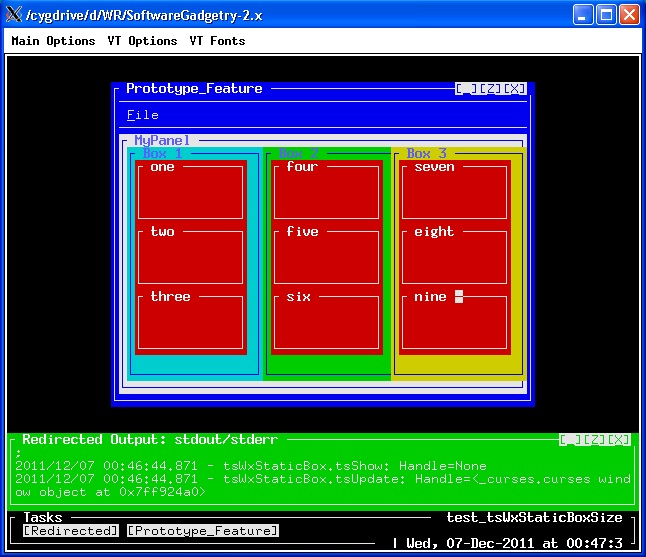 /cygdrive/d/WR/SoftwareGadgetry-2.x
Main Options VT Options VT Fonts
Prototype_Feature [_][Z][X]
File
MyPanel
Box 1 Box 2 Box 3
one four seven
two five eight
three six nine
Redirected Output: stdout/stderr [_][Z][X]
:
2011/12/07 00:46:44.871 - tsWxStaticBox.tsShow: Handle=None
2011/12/07 00:46:44.871 - tsWxStaticBox.tsUpdate: Handle=<_curses.curses wind
ow object at 0x7ff924a0>
Tasks test_tsWxStaticBoxSize
[Redirected] [Prototype_Feature]
| Wed, 07-Dec-2011 at 00:47:3